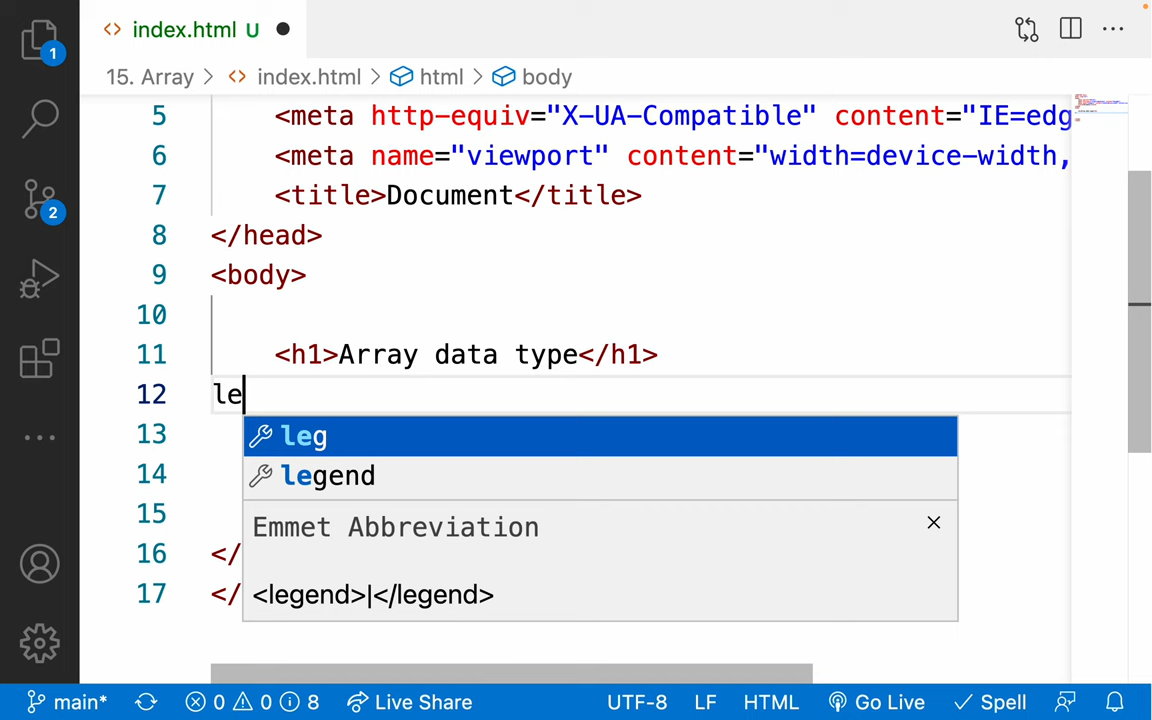 1
<> index.html U
15. Array > <> index.html > html > body
5 <meta http-equiv="X-UA-Compatible" content="IE=edg
6 <meta name="viewport" content="width=device-width,
7 <title>Document</title>
8 </head>
2
9 <body>
10
11 <h1>Array data type</h1>
12 le
13 leg
14 legend
15 Emmet Abbreviation
16 </
17 </ <legend>|</legend>
main* 0 0 8 Live Share UTF-8 LF HTML Go Live Spell